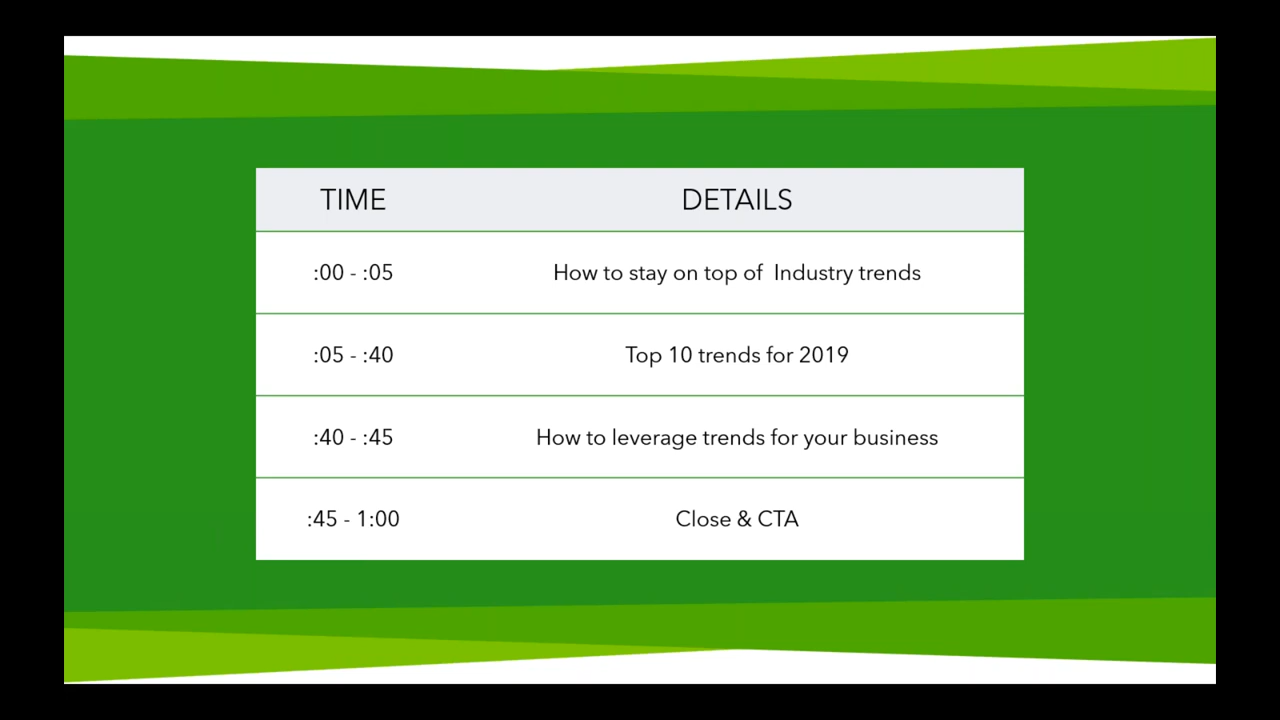 TIME DETAILS
:00 - :05 How to stay on top of  Industry trends
:05 - :40 Top 10 trends for 2019
:40 - :45 How to leverage trends for your business
:45 - 1:00 Close & CTA